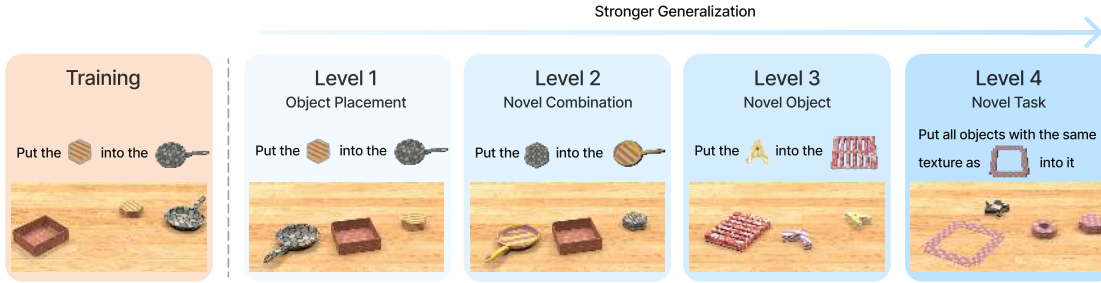 Stronger Generalization
Training
Put the into the
Level 1
Object Placement
Put the into the
Level 2
Novel Combination
Put the into the
Level 3
Novel Object
Put the into the
Level 4
Novel Task
Put all objects with the same
texture as into it